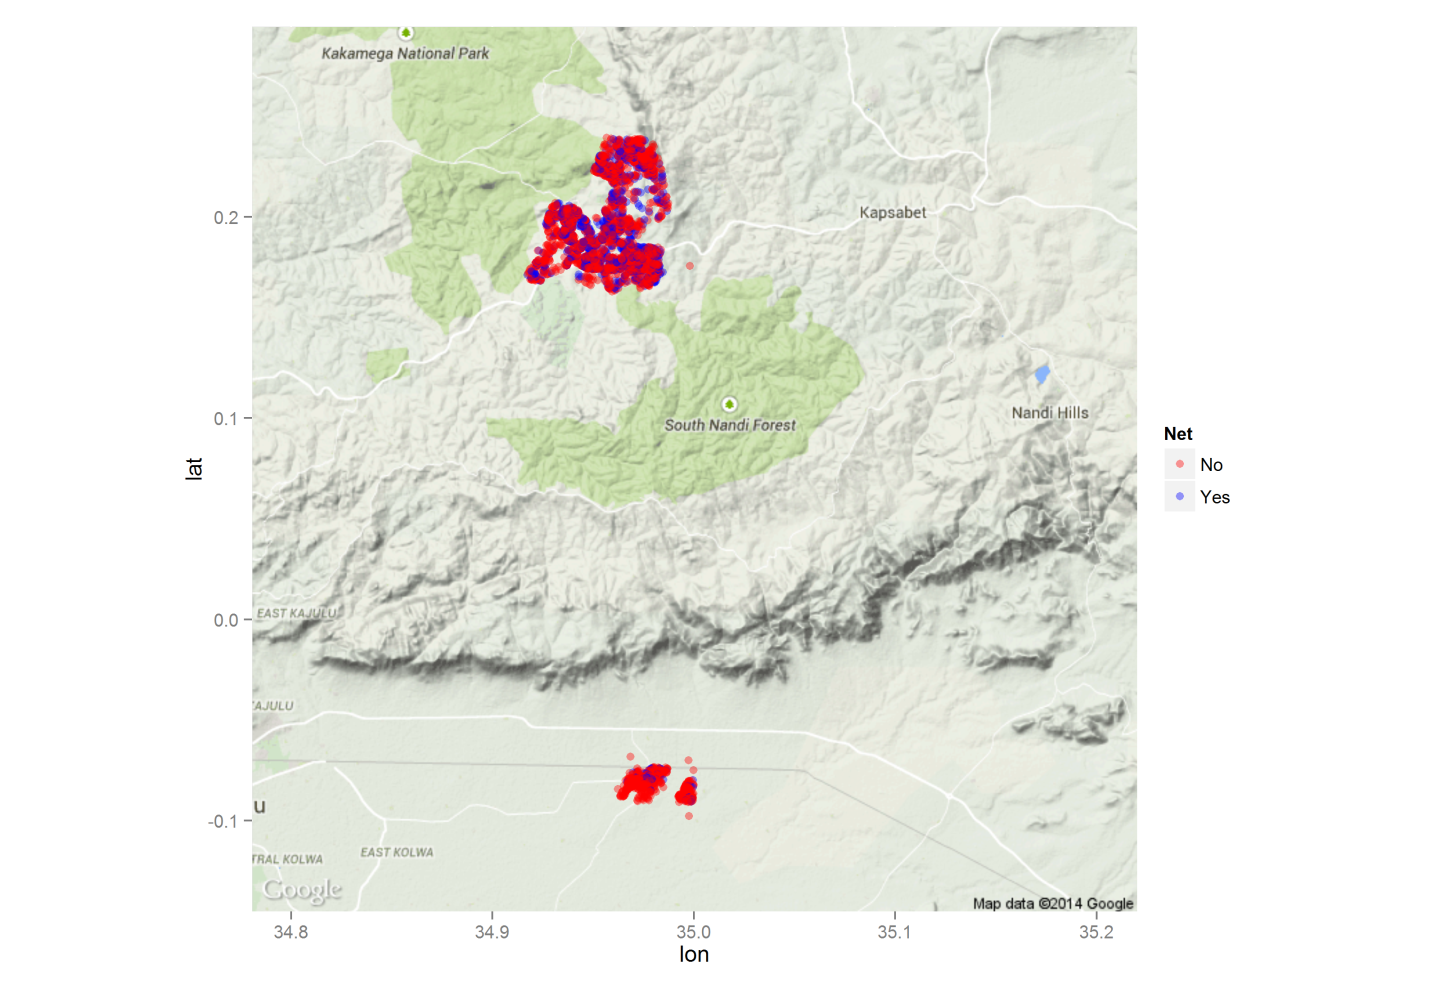 Kakamega National Park
0.2
Kapsabet
0.1
Nandi Hills
South Nandi Forest
lat
Net
No
Yes
0.0
EAST KAJULU
KAJULU
-0.1
u
TRAL KOLWA
EAST KOLWA
Google
Map data ©2014 Google
34.8
34.9
35.0
35.1
35.2
lon